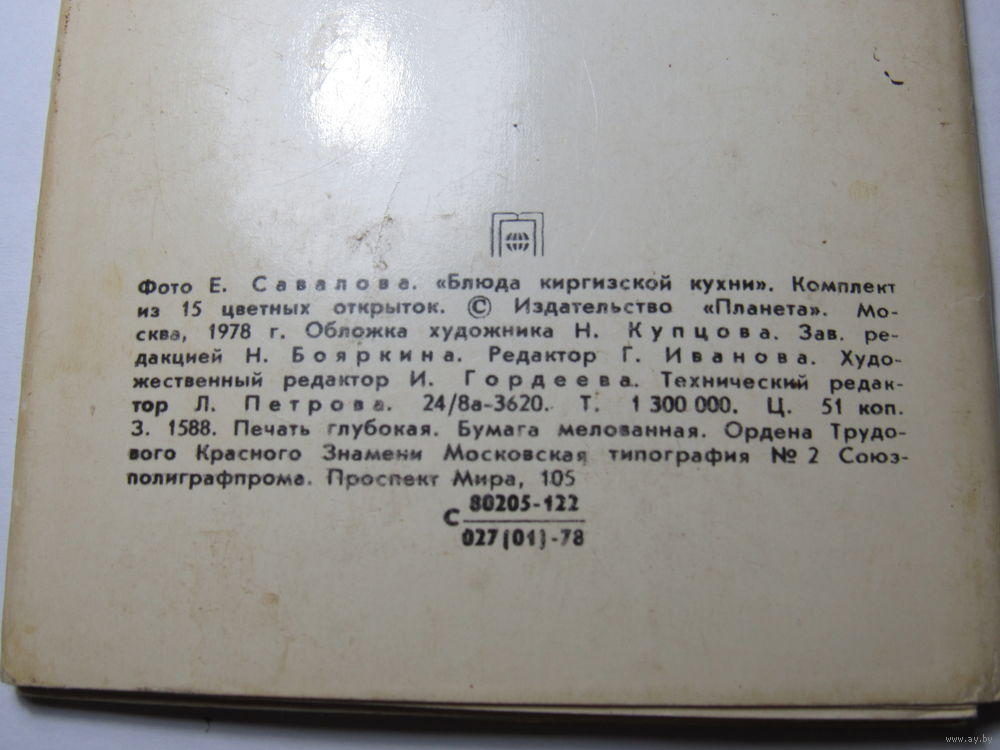 Фото Е. Савалова. «Блюда киргизской кухни». Комплект
из 15 цветных открыток. © Издательство «Планета». Мо-
сква, 1978 г. Обложка художника Н. Купцова. Зав. ре-
дакцией Н. Бояркина. Редактор Г. Иванова. Худо-
жественный редактор И. Гордеева. Технический редак-
тор Л. Петрова. 24/8а-3620. Т. 1 300 000. Ц. 51 коп.
З. 1588. Печать глубокая. Бумага мелованная. Ордена Трудо-
вого Красного Знамени Московская типография № 2 Союз-
полиграфпрома. Проспект Мира, 105
С 80205-122
027(01)-78
www.ay.by